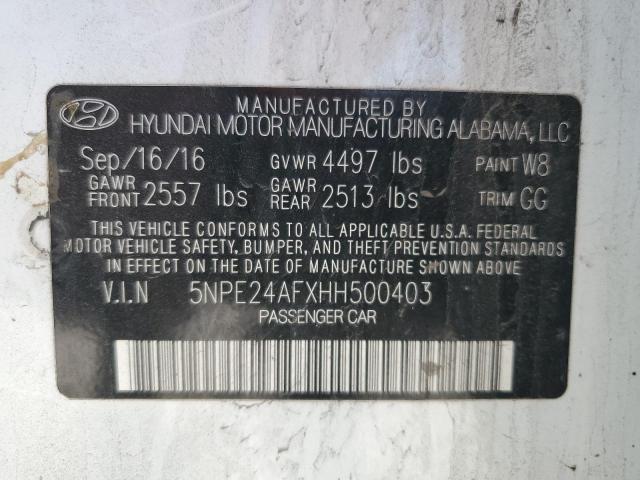 MANUFACTURED BY
HYUNDAI MOTOR MANUFACTURING ALABAMA, LLC
Sep/16/16 GVWR 4497 lbs PAINT W8
GAWR FRONT 2557 lbs GAWR REAR 2513 lbs TRIM GG
THIS VEHICLE CONFORMS TO ALL APPLICABLE U.S.A. FEDERAL
MOTOR VEHICLE SAFETY, BUMPER, AND THEFT PREVENTION STANDARDS
IN EFFECT ON THE DATE OF MANUFACTURE SHOWN ABOVE.
V.I.N 5NPE24AFXHH500403
PASSENGER CAR